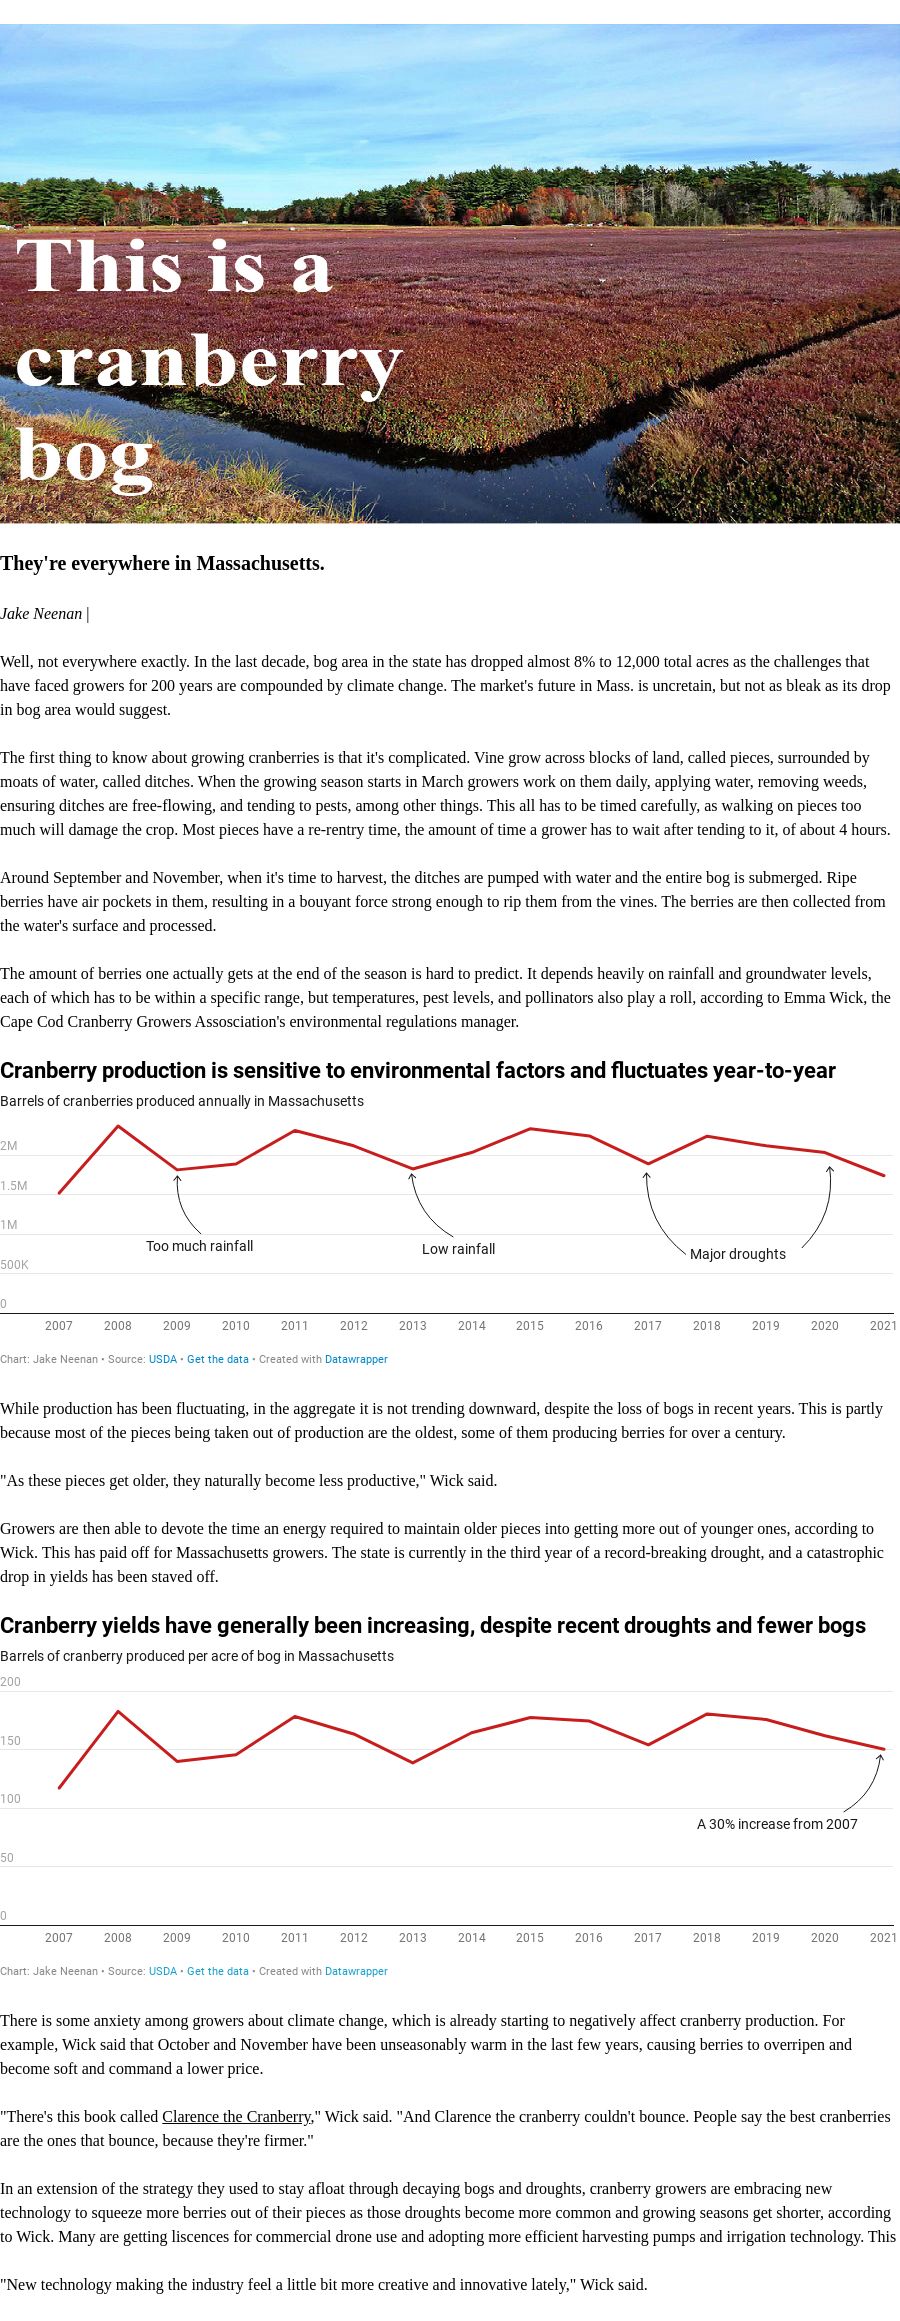 This is a
cranberry
bog
They're everywhere in Massachusetts.
Jake Neenan |
Well, not everywhere exactly. In the last decade, bog area in the state has dropped almost 8% to 12,000 total acres as the challenges that
have faced growers for 200 years are compounded by climate change. The market's future in Mass. is uncretain, but not as bleak as its drop
in bog area would suggest.
The first thing to know about growing cranberries is that it's complicated. Vine grow across blocks of land, called pieces, surrounded by
moats of water, called ditches. When the growing season starts in March growers work on them daily, applying water, removing weeds,
ensuring ditches are free-flowing, and tending to pests, among other things. This all has to be timed carefully, as walking on pieces too
much will damage the crop. Most pieces have a re-rentry time, the amount of time a grower has to wait after tending to it, of about 4 hours.
Around September and November, when it's time to harvest, the ditches are pumped with water and the entire bog is submerged. Ripe
berries have air pockets in them, resulting in a bouyant force strong enough to rip them from the vines. The berries are then collected from
the water's surface and processed.
The amount of berries one actually gets at the end of the season is hard to predict. It depends heavily on rainfall and groundwater levels,
each of which has to be within a specific range, but temperatures, pest levels, and pollinators also play a roll, according to Emma Wick, the
Cape Cod Cranberry Growers Assosciation's environmental regulations manager.
Cranberry production is sensitive to environmental factors and fluctuates year-to-year
Barrels of cranberries produced annually in Massachusetts
2M
1.5M
1M
500K
0
Too much rainfall
Low rainfall
Major droughts
2007 2008 2009 2010 2011 2012 2013 2014 2015 2016 2017 2018 2019 2020 2021
Chart: Jake Neenan • Source: USDA • Get the data • Created with Datawrapper
While production has been fluctuating, in the aggregate it is not trending downward, despite the loss of bogs in recent years. This is partly
because most of the pieces being taken out of production are the oldest, some of them producing berries for over a century.
"As these pieces get older, they naturally become less productive," Wick said.
Growers are then able to devote the time an energy required to maintain older pieces into getting more out of younger ones, according to
Wick. This has paid off for Massachusetts growers. The state is currently in the third year of a record-breaking drought, and a catastrophic
drop in yields has been staved off.
Cranberry yields have generally been increasing, despite recent droughts and fewer bogs
Barrels of cranberry produced per acre of bog in Massachusetts
200
150
100
50
0
A 30% increase from 2007
2007 2008 2009 2010 2011 2012 2013 2014 2015 2016 2017 2018 2019 2020 2021
Chart: Jake Neenan • Source: USDA • Get the data • Created with Datawrapper
There is some anxiety among growers about climate change, which is already starting to negatively affect cranberry production. For
example, Wick said that October and November have been unseasonably warm in the last few years, causing berries to overripen and
become soft and command a lower price.
"There's this book called Clarence the Cranberry," Wick said. "And Clarence the cranberry couldn't bounce. People say the best cranberries
are the ones that bounce, because they're firmer."
In an extension of the strategy they used to stay afloat through decaying bogs and droughts, cranberry growers are embracing new
technology to squeeze more berries out of their pieces as those droughts become more common and growing seasons get shorter, according
to Wick. Many are getting liscences for commercial drone use and adopting more efficient harvesting pumps and irrigation technology. This
"New technology making the industry feel a little bit more creative and innovative lately," Wick said.